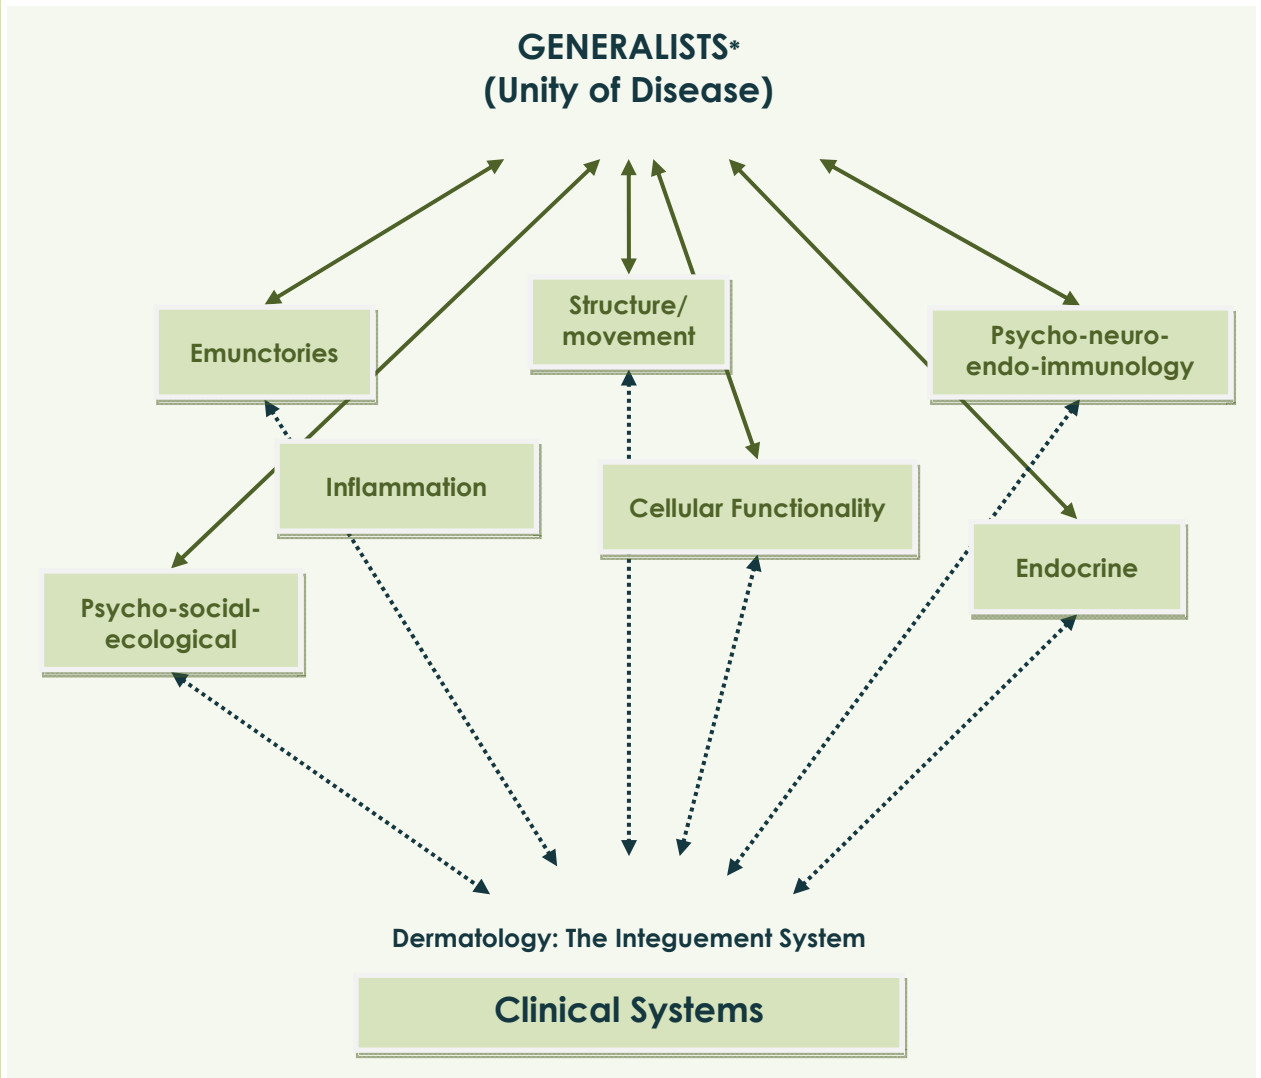 GENERALISTS*
(Unity of Disease)
Structure/
movement
Emunctories
Psycho-neuro-
endo-immunology
Inflammation
Cellular Functionality
Endocrine
Psycho-social-
ecological
Dermatology: The Integuement System
Clinical Systems